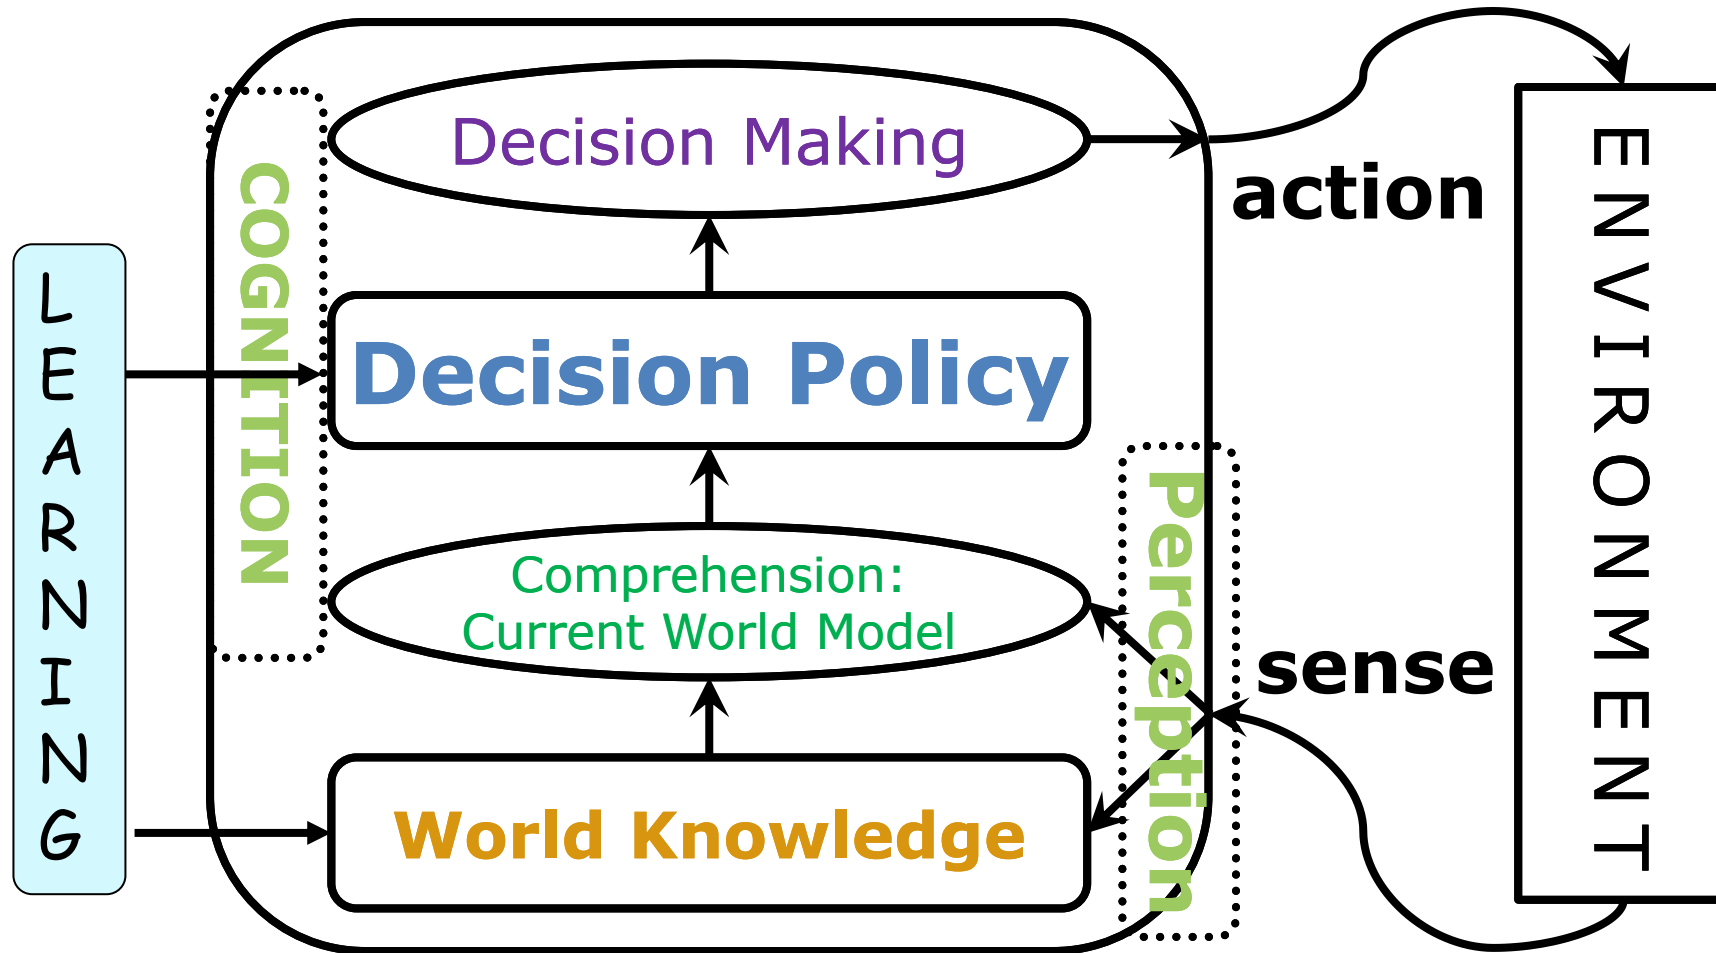 LEARNING
COGNITION
Decision Making
Decision Policy
Comprehension:
Current World Model
World Knowledge
Perception
action
sense
ENVIRONMENT